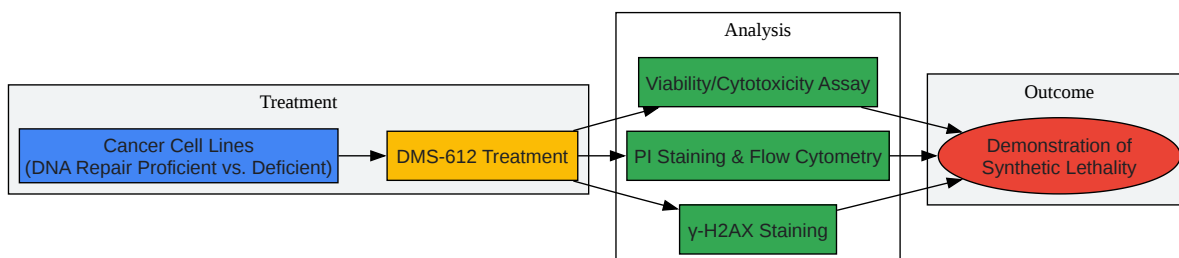 Treatment
Cancer Cell Lines
(DNA Repair Proficient vs. Deficient)
DMS-612 Treatment
Analysis
Viability/Cytotoxicity Assay
PI Staining & Flow Cytometry
γ-H2AX Staining
Outcome
Demonstration of
Synthetic Lethality